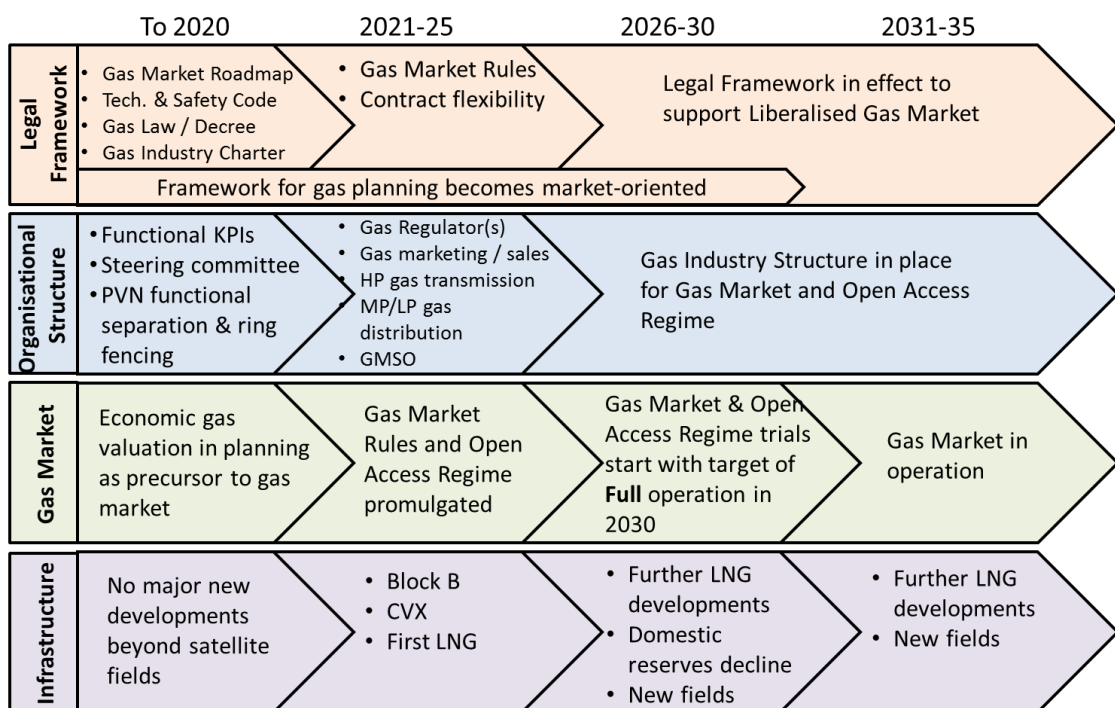 To 2020
2021-25
2026-30
2031-35
Legal
Framework
• Gas Market Roadmap
• Tech. & Safety Code
• Gas Law / Decree
• Gas Industry Charter
• Gas Market Rules
• Contract flexibility
Legal Framework in effect to
support Liberalised Gas Market
Framework for gas planning becomes market-oriented
Organisational
Structure
• Functional KPIs
• Steering committee
• PVN functional
separation & ring
fencing
• Gas Regulator(s)
• Gas marketing / sales
• HP gas transmission
• MP/LP gas
distribution
• GMSO
Gas Industry Structure in place
for Gas Market and Open Access
Regime
Gas Market
Economic gas
valuation in planning
as precursor to gas
market
Gas Market
Rules and Open
Access Regime
promulgated
Gas Market & Open
Access Regime trials
start with target of
Full operation in
2030
Gas Market in
operation
Infrastructure
No major new
developments
beyond satellite
fields
• Block B
• CVX
• First LNG
• Further LNG
developments
• Domestic
reserves decline
• New fields
• Further LNG
developments
• New fields